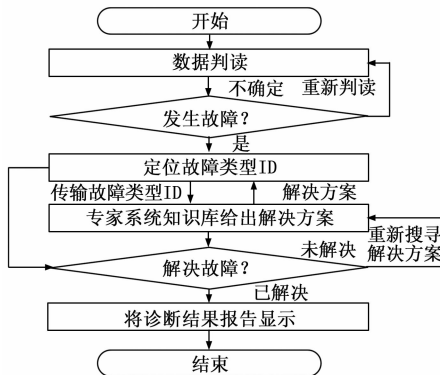 开始
数据判读
不确定
重新判读
发生故障?
是
定位故障类型ID
传输故障类型ID
解决方案
专家系统知识库给出解决方案
重新搜寻
解决方案
未解决
解决故障?
已解决
将诊断结果报告显示
结束